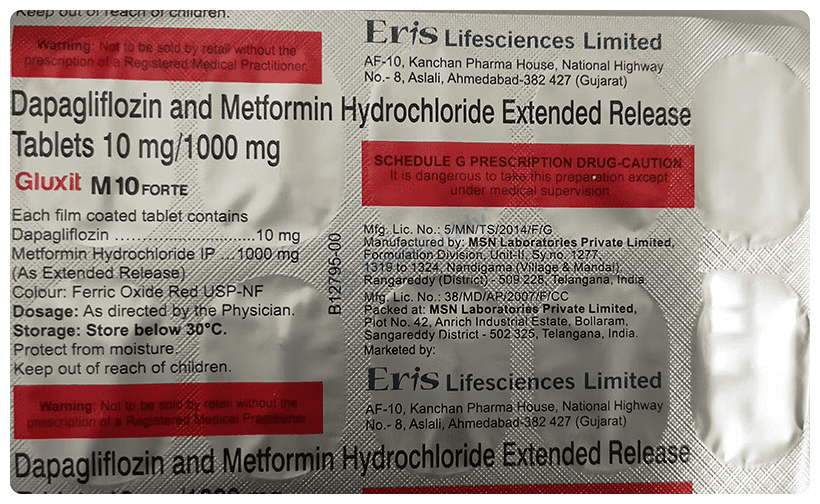 Keep out of reach of children.
Warning: Not to be sold by retail without the
prescription of a Registered Medical Practitioner.
Eris Lifesciences Limited
AF-10, Kanchan Pharma House, National Highway
No.- 8, Aslali, Ahmedabad-382 427 (Gujarat)
Dapagliflozin and Metformin Hydrochloride Extended Release
Tablets 10 mg/1000 mg
Gluxit M 10 FORTE
Each film coated tablet contains
Dapagliflozin ............................10 mg
Metformin Hydrochloride IP ...1000 mg
(As Extended Release)
Colour: Ferric Oxide Red USP-NF
Dosage: As directed by the Physician.
Storage: Store below 30°C.
Protect from moisture.
Keep out of reach of children.
B12795-00
SCHEDULE G PRESCRIPTION DRUG-CAUTION
It is dangerous to take this preparation except
under medical supervision
Mfg. Lic. No.: 5/MN/TS/2014/F/G
Manufactured by: MSN Laboratories Private Limited,
Formulation Division, Unit-II, Sy.no. 1277,
1319 to 1324, Nandigama (Village & Mandal),
Rangareddy (District) - 509 228, Telangana, India
Mfg. Lic. No.: 38/MD/AP/2007/F/CC
Packed at: MSN Laboratories Private Limited,
Plot No. 42, Anrich Industrial Estate, Bollaram,
Sangareddy District - 502 325, Telangana, India.
Marketed by:
Eris Lifesciences Limited
AF-10, Kanchan Pharma House, National Highway
No.- 8, Aslali, Ahmedabad-382 427 (Gujarat)
Warning: Not to be sold by retail without the
prescription of a Registered Medical Practitioner
Dapagliflozin and Metformin Hydrochloride Extended Release
Tablets 10 mg/1000 mg